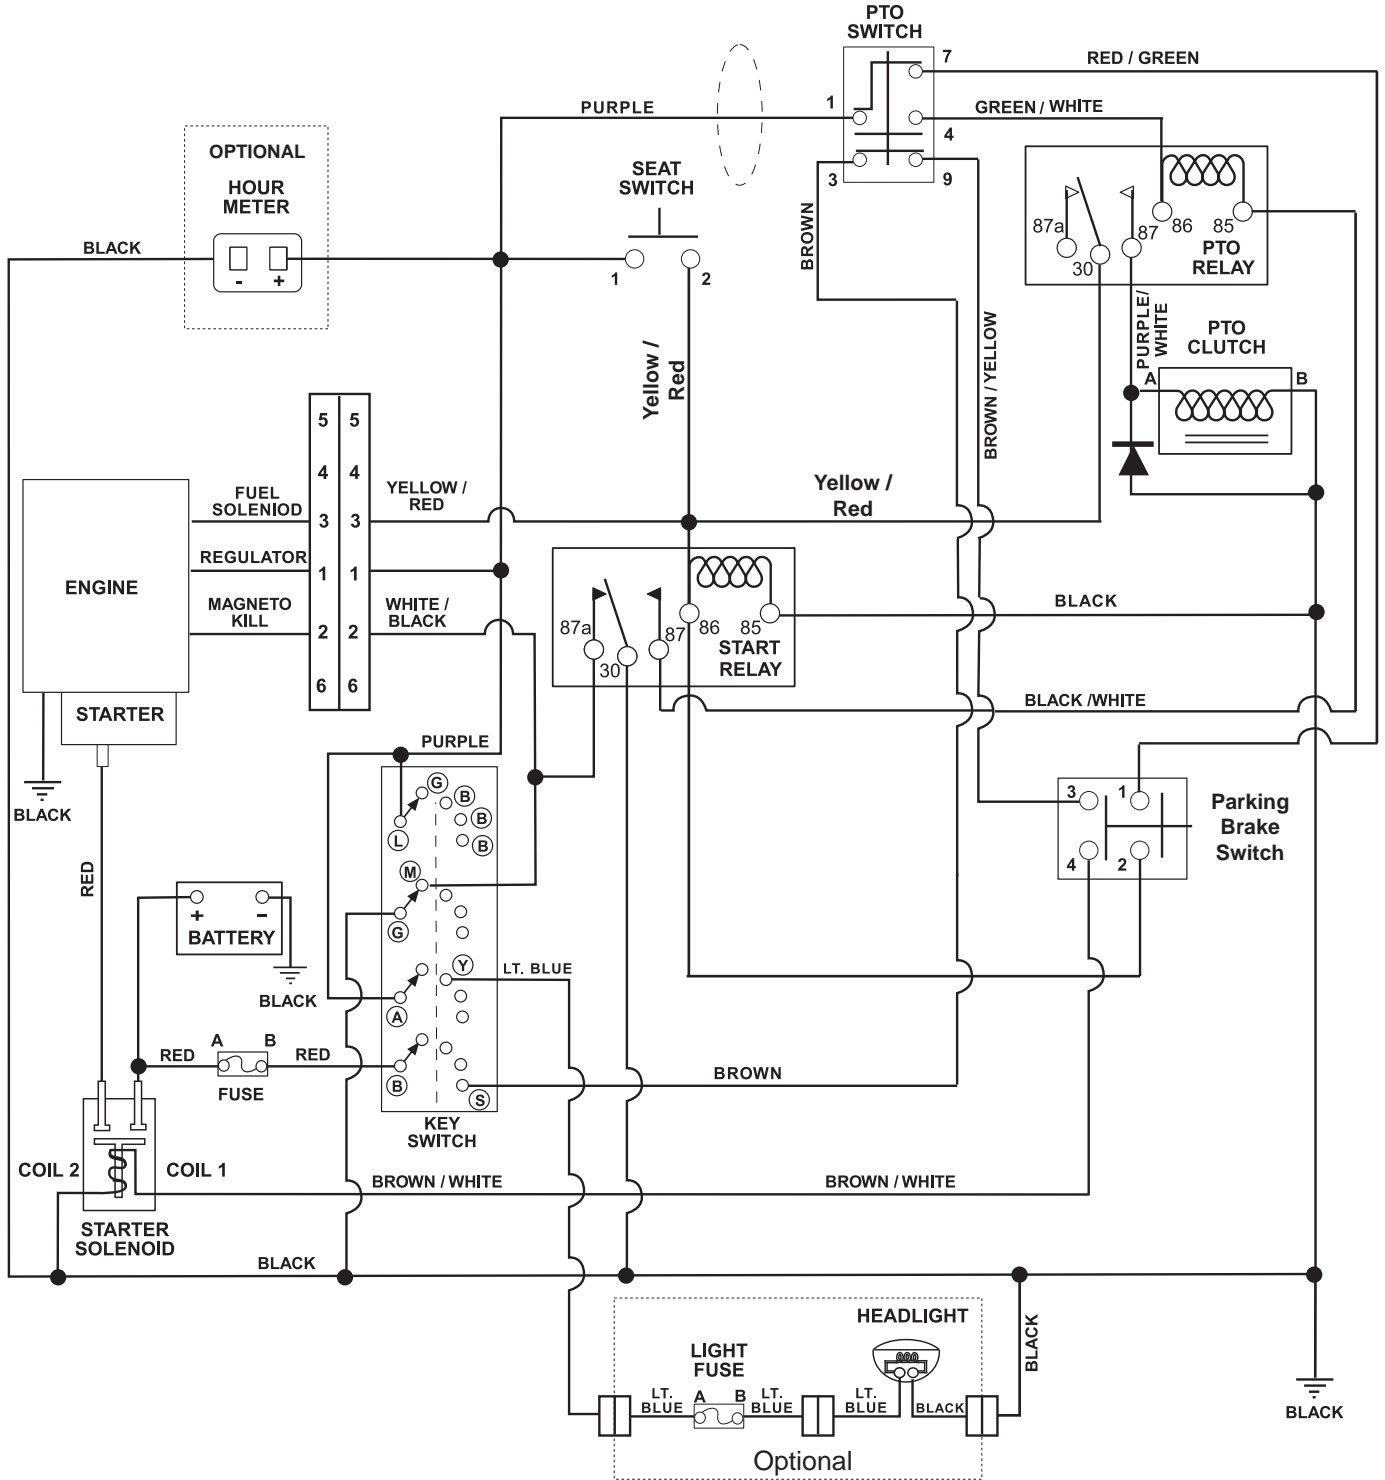 PTO
SWITCH
7
RED / GREEN
PURPLE
1
GREEN / WHITE
4
3
9
OPTIONAL
HOUR
METER
- +
BLACK
SEAT
SWITCH
1 2
BROWN
87a
30
87
86
85
PTO
RELAY
PURPLE/
WHITE
PTO
CLUTCH
A
B
BROWN / YELLOW
Yellow /
Red
5 5
4 4
3 3
1 1
2 2
6 6
ENGINE
FUEL
SOLENIOD
REGULATOR
MAGNETO
KILL
YELLOW /
RED
WHITE /
BLACK
Yellow /
Red
87a
30
87
86
85
START
RELAY
BLACK
BLACK /WHITE
STARTER
BLACK
RED
PURPLE
G
B
B
B
L
M
G
Y
A
B
S
LT. BLUE
KEY
SWITCH
3
1
4
2
Parking
Brake
Switch
+ -
BATTERY
BLACK
RED
A B
FUSE
RED
BROWN
COIL 2
COIL 1
STARTER
SOLENOID
BROWN / WHITE
BROWN / WHITE
BLACK
HEADLIGHT
LIGHT
FUSE
LT.
BLUE
A B
LT.
BLUE
LT.
BLUE
BLACK
BLACK
BLACK
Optional